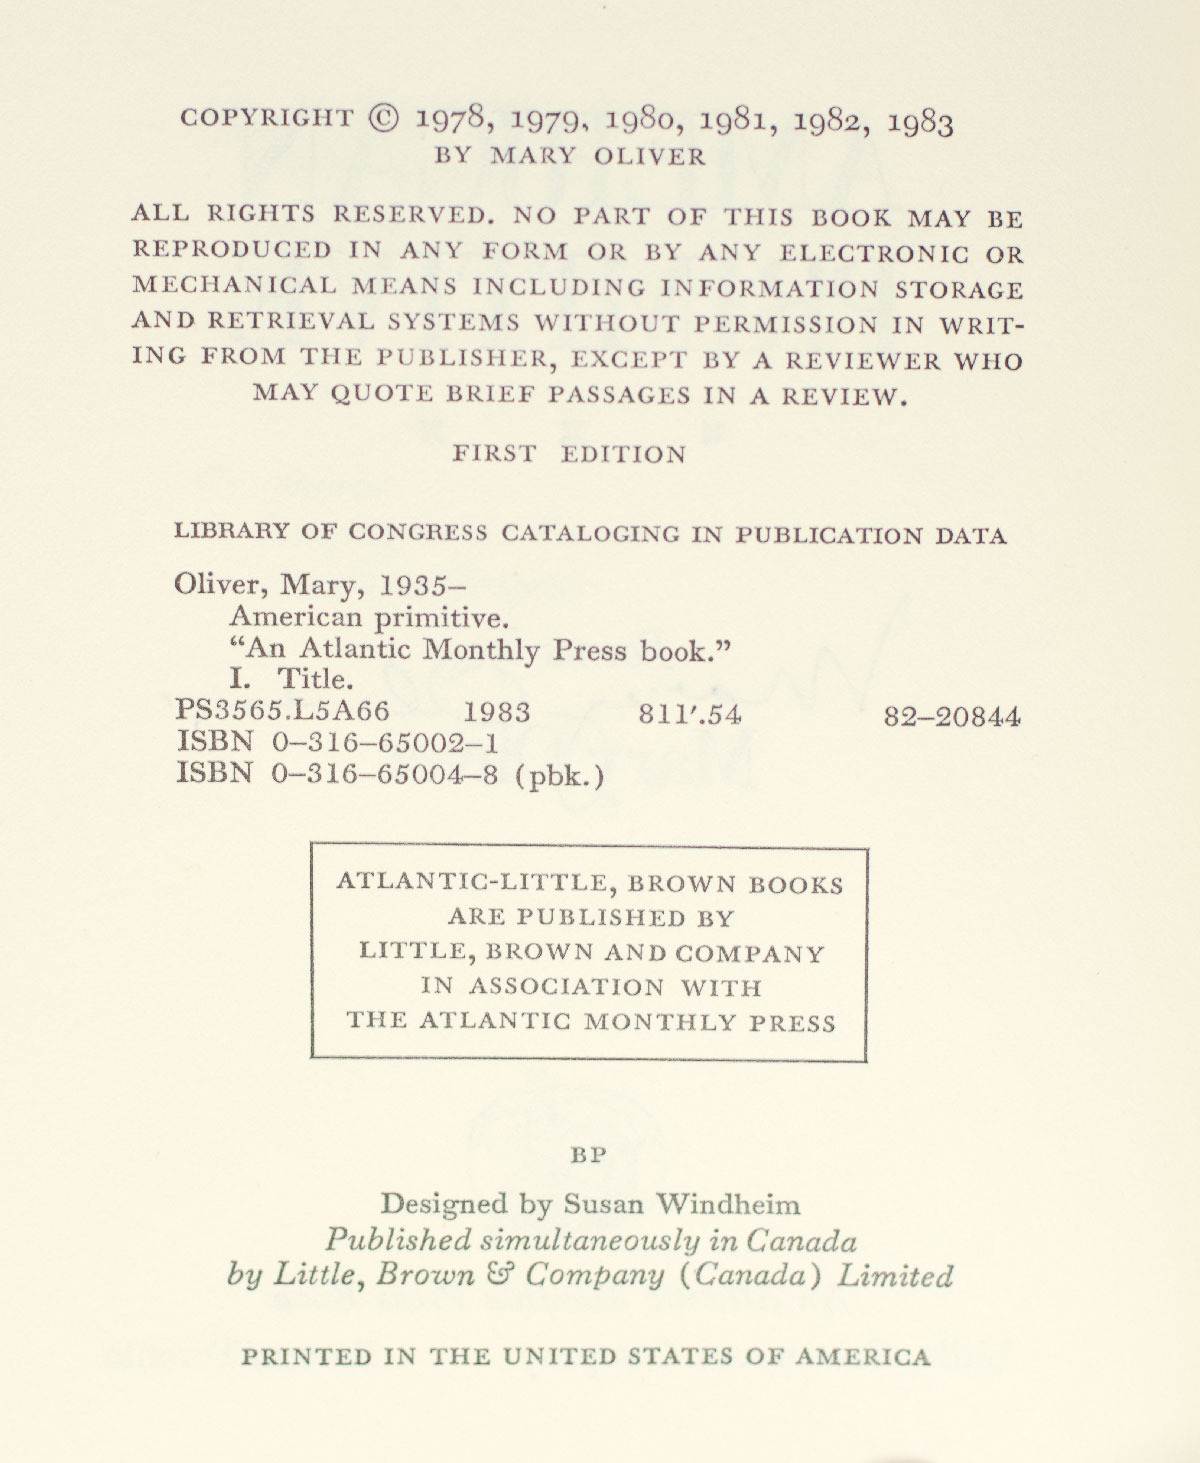 COPYRIGHT © 1978, 1979, 1980, 1981, 1982, 1983
BY MARY OLIVER
ALL RIGHTS RESERVED. NO PART OF THIS BOOK MAY BE
REPRODUCED IN ANY FORM OR BY ANY ELECTRONIC OR
MECHANICAL MEANS INCLUDING INFORMATION STORAGE
AND RETRIEVAL SYSTEMS WITHOUT PERMISSION IN WRIT-
ING FROM THE PUBLISHER, EXCEPT BY A REVIEWER WHO
MAY QUOTE BRIEF PASSAGES IN A REVIEW.
FIRST EDITION
LIBRARY OF CONGRESS CATALOGING IN PUBLICATION DATA
Oliver, Mary, 1935–
American primitive.
“An Atlantic Monthly Press book.”
I. Title.
PS3565.L5A66 1983 811′.54 82–20844
ISBN 0–316–65002–1
ISBN 0–316–65004–8 (pbk.)
ATLANTIC-LITTLE, BROWN BOOKS
ARE PUBLISHED BY
LITTLE, BROWN AND COMPANY
IN ASSOCIATION WITH
THE ATLANTIC MONTHLY PRESS
BP
Designed by Susan Windheim
Published simultaneously in Canada
by Little, Brown & Company (Canada) Limited
PRINTED IN THE UNITED STATES OF AMERICA